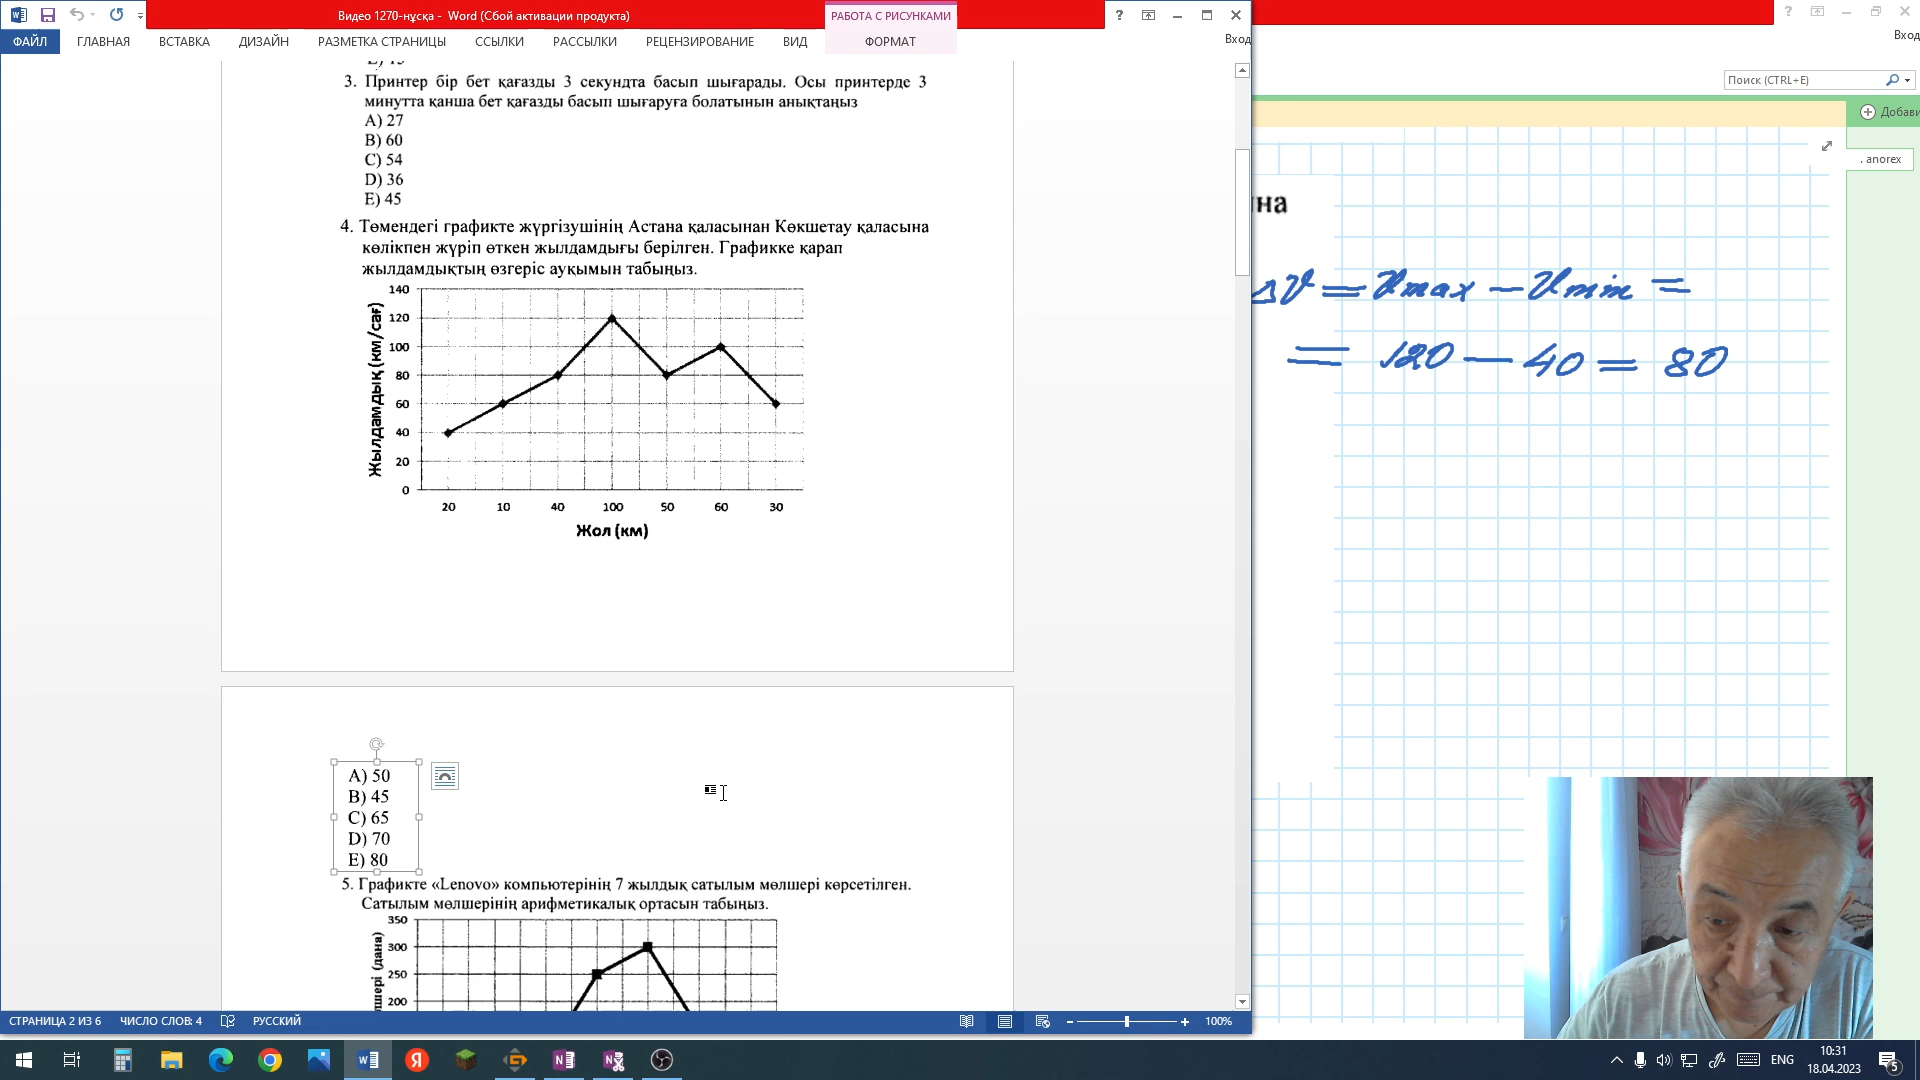 Видео 1270-нұсқа - Word (Сбой активации продукта)
РАБОТА С РИСУНКАМИ
ФАЙЛ ГЛАВНАЯ ВСТАВКА ДИЗАЙН РАЗМЕТКА СТРАНИЦЫ ССЫЛКИ РАССЫЛКИ РЕЦЕНЗИРОВАНИЕ ВИД ФОРМАТ Вход
Вход
Поиск (CTRL+E)
. anorex
3. Принтер бір бет қағазды 3 секундта басып шығарады. Осы принтерде 3
минутта қанша бет қағазды басып шығаруға болатынын анықтаңыз
A) 27
B) 60
C) 54
D) 36
E) 45
4. Төмендегі графикте жүргізушінің Астана қаласынан Көкшетау қаласына
көлікпен жүріп өткен жылдамдығы берілген. Графикке қарап
жылдамдықтың өзгеріс ауқымын табыңыз.
Жылдамдық (км/сағ)
140
120
100
80
60
40
20
0
20 10 40 100 50 60 30
Жол (км)
A) 50
B) 45
C) 65
D) 70
E) 80
5. Графикте «Lenovo» компьютерінің 7 жылдық сатылым мөлшері көрсетілген.
Сатылым мөлшерінің арифметикалық ортасын табыңыз.
(дана)
350
300
250
200
ΔV = Vmax – Vmin =
= 120 – 40 = 80
СТРАНИЦА 2 ИЗ 6 ЧИСЛО СЛОВ: 4 РУССКИЙ 100%
ENG
10:31
18.04.2023
5